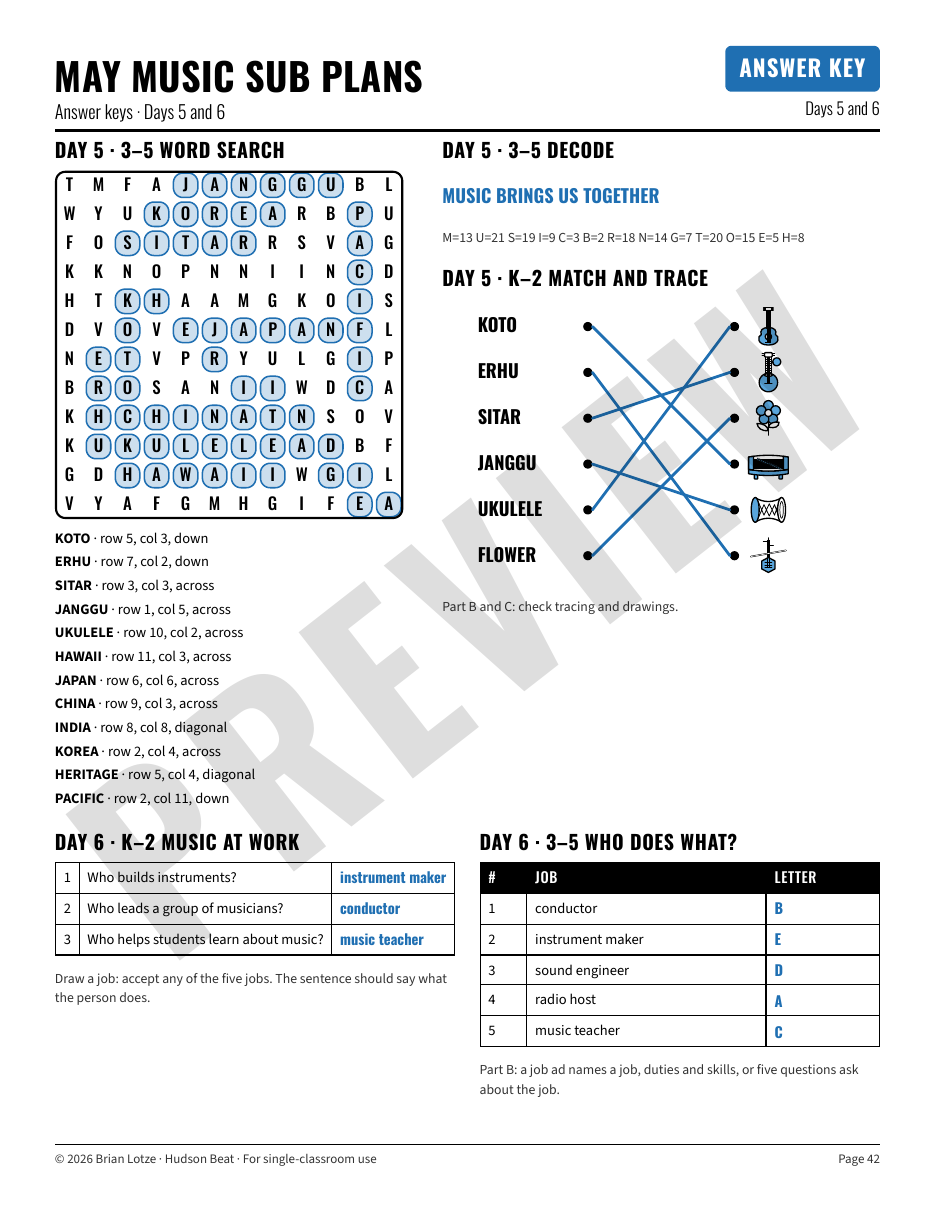 MAY MUSIC SUB PLANS
Answer keys · Days 5 and 6
ANSWER KEY
Days 5 and 6
DAY 5 · 3–5 WORD SEARCH
T M F A J A N G G U B L
W Y U K O R E A R B P U
F O S I T A R R S V A G
K K N O P N N I I N C D
H T K H A A M G K O I S
D V O V E J A P A N F L
N E T V P R Y U L G I P
B R O S A N I I W D C A
K H C H I N A T N S O V
K U K U L E L E A D B F
G D H A W A I I W G I L
V Y A F G M H G I F E A
KOTO · row 5, col 3, down
ERHU · row 7, col 2, down
SITAR · row 3, col 3, across
JANGGU · row 1, col 5, across
UKULELE · row 10, col 2, across
HAWAII · row 11, col 3, across
JAPAN · row 6, col 6, across
CHINA · row 9, col 3, across
INDIA · row 8, col 8, diagonal
KOREA · row 2, col 4, across
HERITAGE · row 5, col 4, diagonal
PACIFIC · row 2, col 11, down
DAY 5 · 3–5 DECODE
MUSIC BRINGS US TOGETHER
M=13 U=21 S=19 I=9 C=3 B=2 R=18 N=14 G=7 T=20 O=15 E=5 H=8
DAY 5 · K–2 MATCH AND TRACE
KOTO
ERHU
SITAR
JANGGU
UKULELE
FLOWER
Part B and C: check tracing and drawings.
PREVIEW
DAY 6 · K–2 MUSIC AT WORK
1 Who builds instruments? instrument maker
2 Who leads a group of musicians? conductor
3 Who helps students learn about music? music teacher
Draw a job: accept any of the five jobs. The sentence should say what
the person does.
DAY 6 · 3–5 WHO DOES WHAT?
# JOB LETTER
1 conductor B
2 instrument maker E
3 sound engineer D
4 radio host A
5 music teacher C
Part B: a job ad names a job, duties and skills, or five questions ask
about the job.
© 2026 Brian Lotze · Hudson Beat · For single-classroom use
Page 42